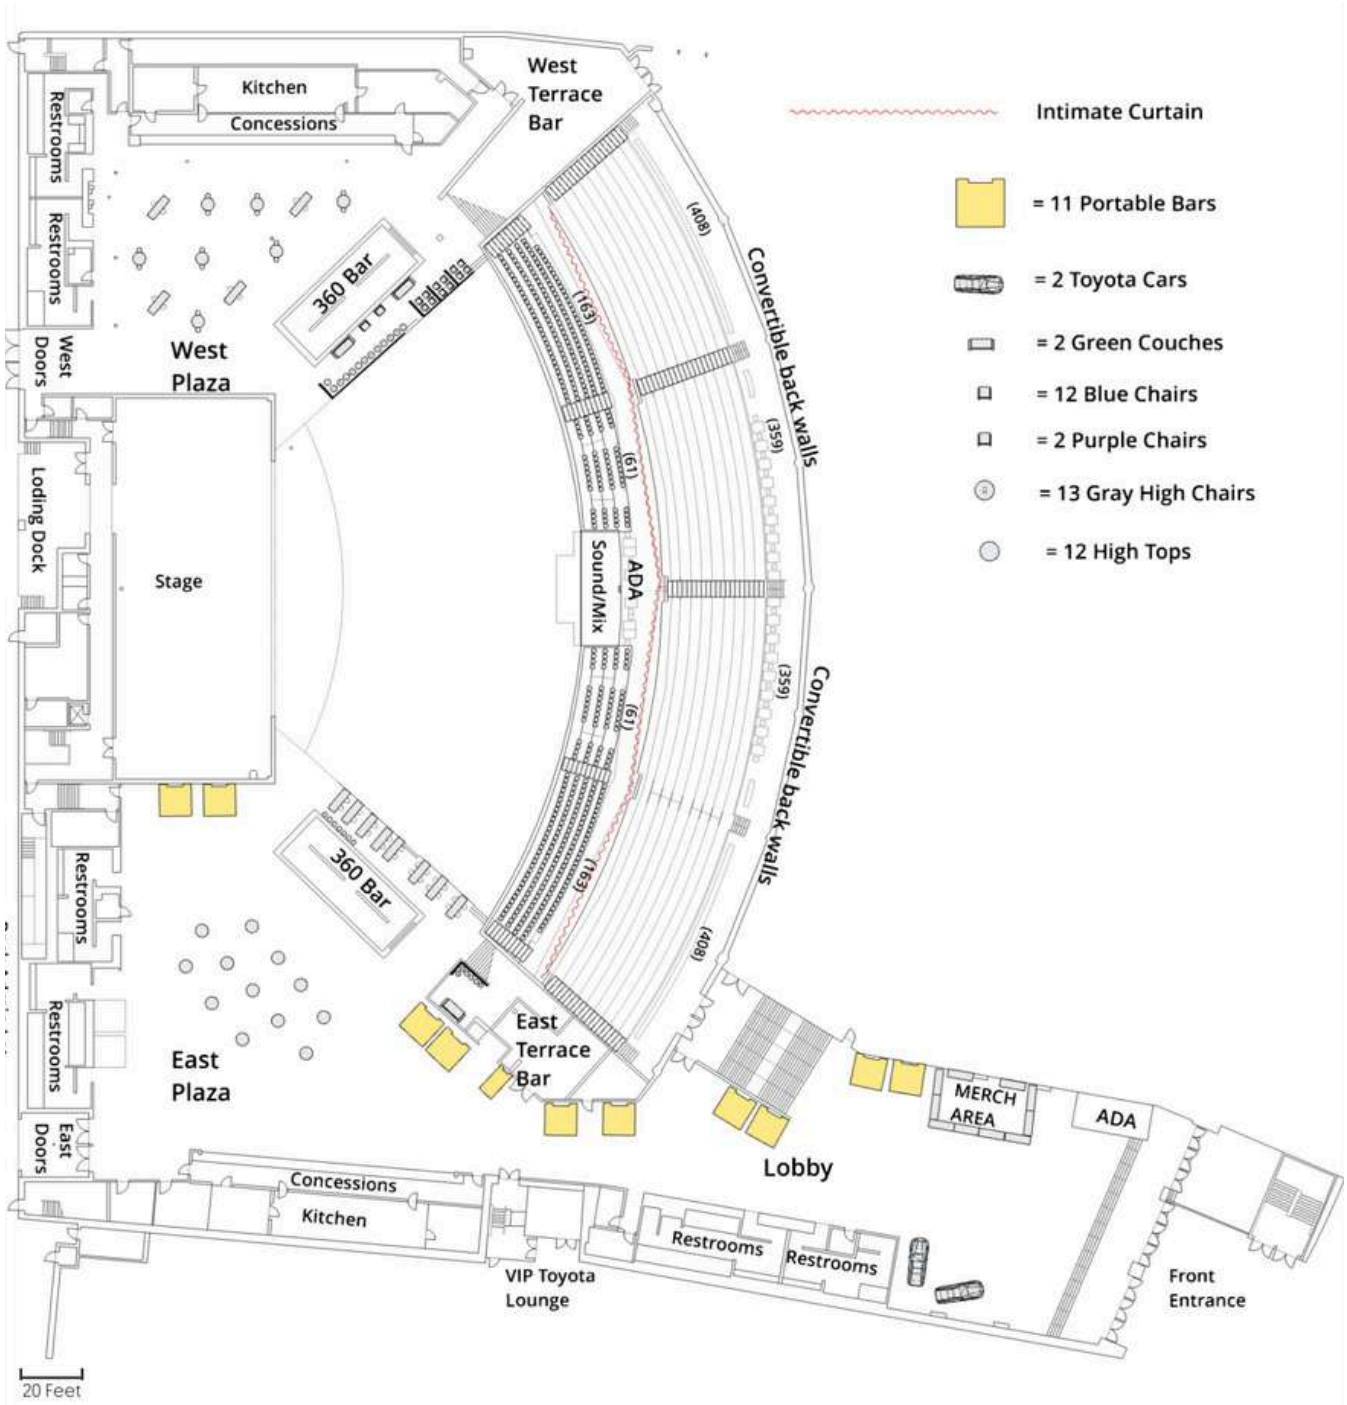 West
Terrace
Bar
Kitchen
Concessions
Restrooms
Restrooms
360 Bar
West
Plaza
West
Doors
Loding Dock
Stage
(408)
(163)
Convertible back walls
(359)
(61)
Sound/Mix
ADA
(359)
(61)
Convertible back walls
(163)
(408)
Intimate Curtain
= 11 Portable Bars
= 2 Toyota Cars
= 2 Green Couches
= 12 Blue Chairs
= 2 Purple Chairs
= 13 Gray High Chairs
= 12 High Tops
360 Bar
Restrooms
Restrooms
East
Plaza
East
Doors
East
Terrace
Bar
MERCH
AREA
ADA
Lobby
Concessions
Kitchen
VIP Toyota
Lounge
Restrooms
Restrooms
Front
Entrance
20 Feet